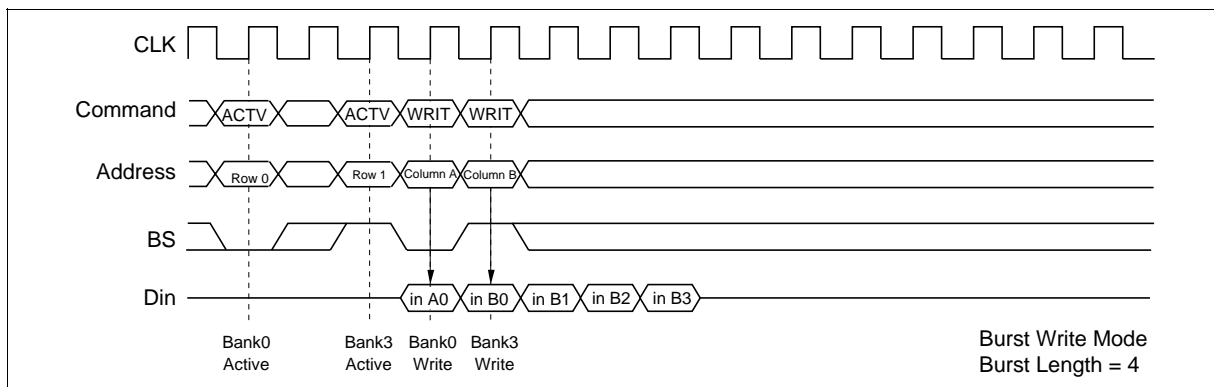 CLK
Command ACTV ACTV WRIT WRIT
Address Row 0 Row 1 Column A Column B
BS
Din in A0 in B0 in B1 in B2 in B3
Bank0 Bank3 Bank0 Bank3
Active Active Write Write
Burst Write Mode
Burst Length = 4